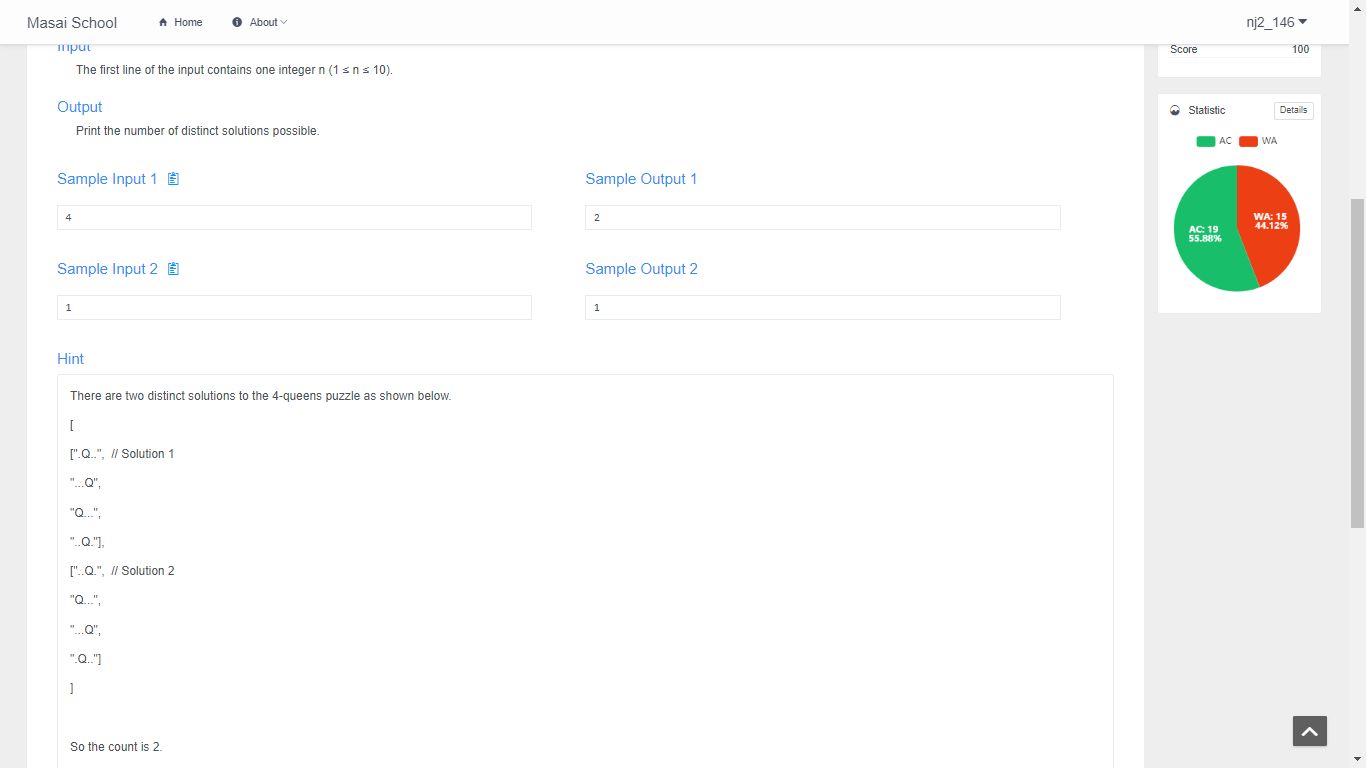 Masai School Home About nj2_146
Input
The first line of the input contains one integer n (1 ≤ n ≤ 10).
Output
Print the number of distinct solutions possible.
Sample Input 1 Sample Output 1
4 2
Sample Input 2 Sample Output 2
1 1
Hint
There are two distinct solutions to the 4-queens puzzle as shown below.
[
[".Q..", // Solution 1
"...Q",
"Q...",
"..Q."],
["..Q.", // Solution 2
"Q...",
"...Q",
".Q.."]
]
So the count is 2.
Score 100
Statistic Details
AC WA
WA: 15
44.12%
AC: 19
55.88%